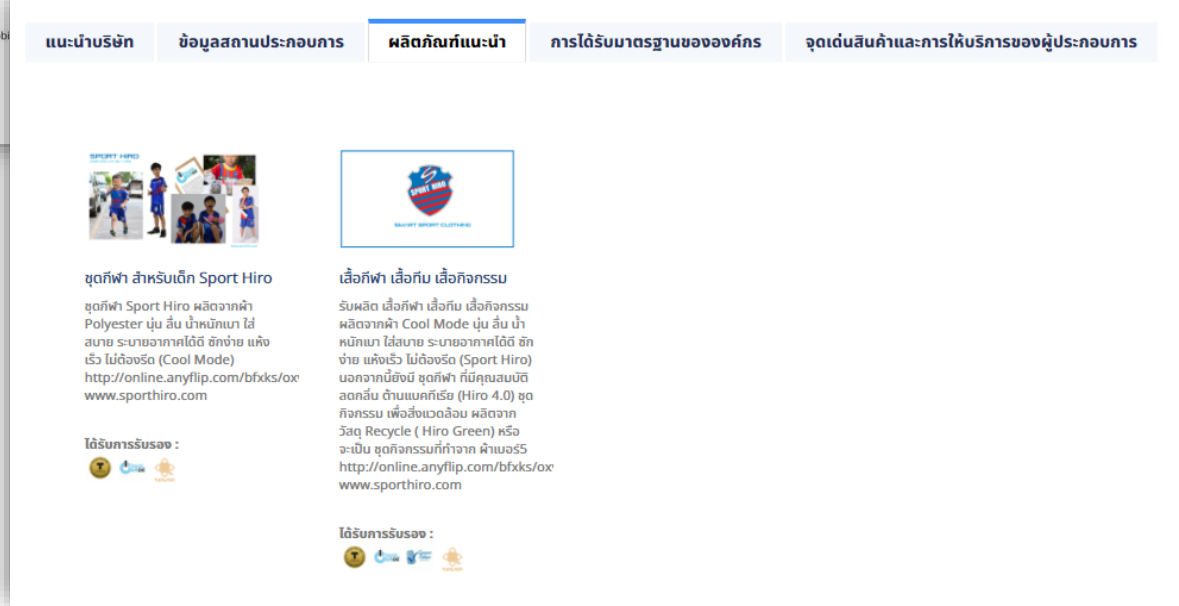 แนะนำบริษัท
ข้อมูลสถานประกอบการ
ผลิตภัณฑ์แนะนำ
การได้รับมาตรฐานขององค์กร
จุดเด่นสินค้าและการให้บริการของผู้ประกอบการ
SPORT HIRO
ชุดกีฬา สำหรับเด็ก Sport Hiro
ชุดกีฬา Sport Hiro ผลิตจากผ้า
Polyester นุ่ม ลื่น น้ำหนักเบา ใส่
สบาย ระบายอากาศได้ดี ซักง่าย แห้ง
เร็ว ไม่ต้องรีด (Cool Mode)
http://online.anyflip.com/bfxks/ox
www.sporthiro.com
ได้รับการรับรอง :
SPORT HIRO
SMART SPORT CLOTHING
เสื้อกีฬา เสื้อทีม เสื้อกิจกรรม
รับผลิต เสื้อกีฬา เสื้อทีม เสื้อกิจกรรม
ผลิตจากผ้า Cool Mode นุ่ม ลื่น น้ำ
หนักเบา ใส่สบาย ระบายอากาศได้ดี ซัก
ง่าย แห้งเร็ว ไม่ต้องรีด (Sport Hiro)
นอกจากนี้ยังมี ชุดกีฬา ที่มีคุณสมบัติ
ลดกลิ่น ต้านแบคทีเรีย (Hiro 4.0) ชุด
กิจกรรม เพื่อสิ่งแวดล้อม ผลิตจาก
วัสดุ Recycle ( Hiro Green) หรือ
จะเป็น ชุดกิจกรรมที่ทำจาก ผ้าเบอร์5
http://online.anyflip.com/bfxks/ox
www.sporthiro.com
ได้รับการรับรอง :